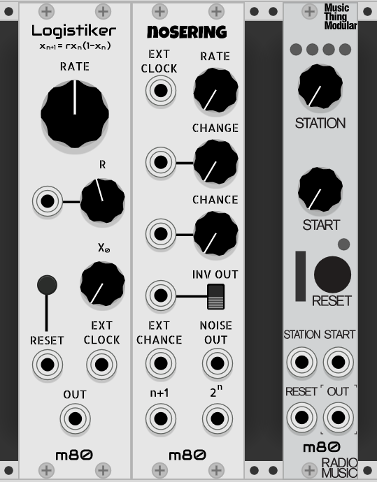 Logistiker
xn+1 = rxn(1-xn)
RATE
R
X0
RESET
EXT
CLOCK
OUT
m80
NOSERING
EXT
CLOCK
RATE
CHANGE
CHANCE
INV OUT
EXT
CHANCE
NOISE
OUT
n+1
2^n
m80
Music
Thing
Modular
STATION
START
RESET
STATION START
RESET OUT
m80
RADIO
MUSIC